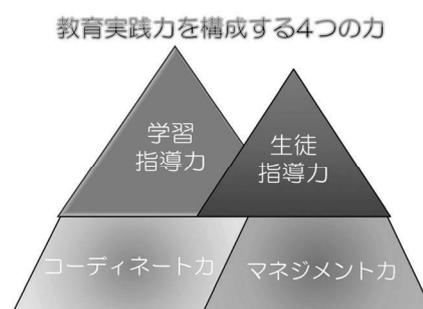 教育実践力を構成する4つの力
学習
指導力
生徒
指導力
コーディネート力
マネジメント力